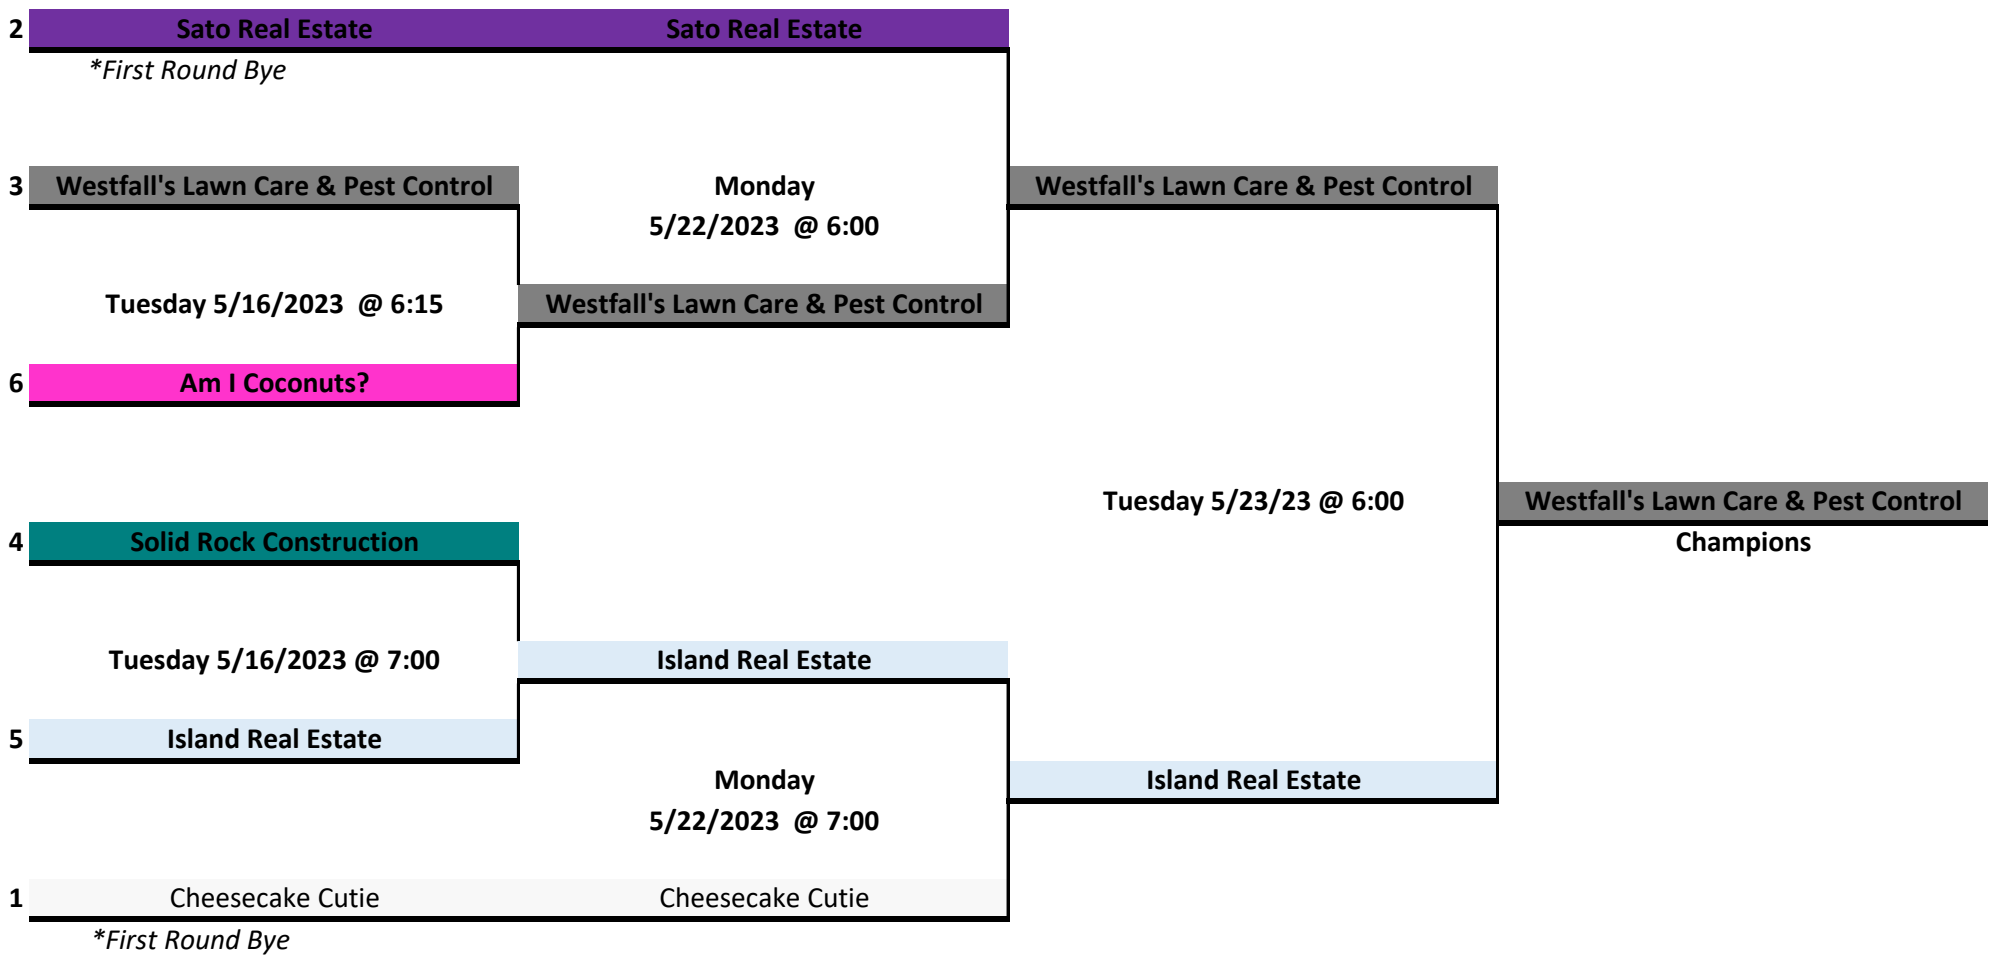 2 Sato Real Estate Sato Real Estate
*First Round Bye
3 Westfall's Lawn Care & Pest Control Monday Westfall's Lawn Care & Pest Control
5/22/2023 @ 6:00
Tuesday 5/16/2023 @ 6:15 Westfall's Lawn Care & Pest Control
6 Am I Coconuts?
Tuesday 5/23/23 @ 6:00 Westfall's Lawn Care & Pest Control
4 Solid Rock Construction Champions
Tuesday 5/16/2023 @ 7:00 Island Real Estate
5 Island Real Estate
Monday Island Real Estate
5/22/2023 @ 7:00
1 Cheesecake Cutie Cheesecake Cutie
*First Round Bye